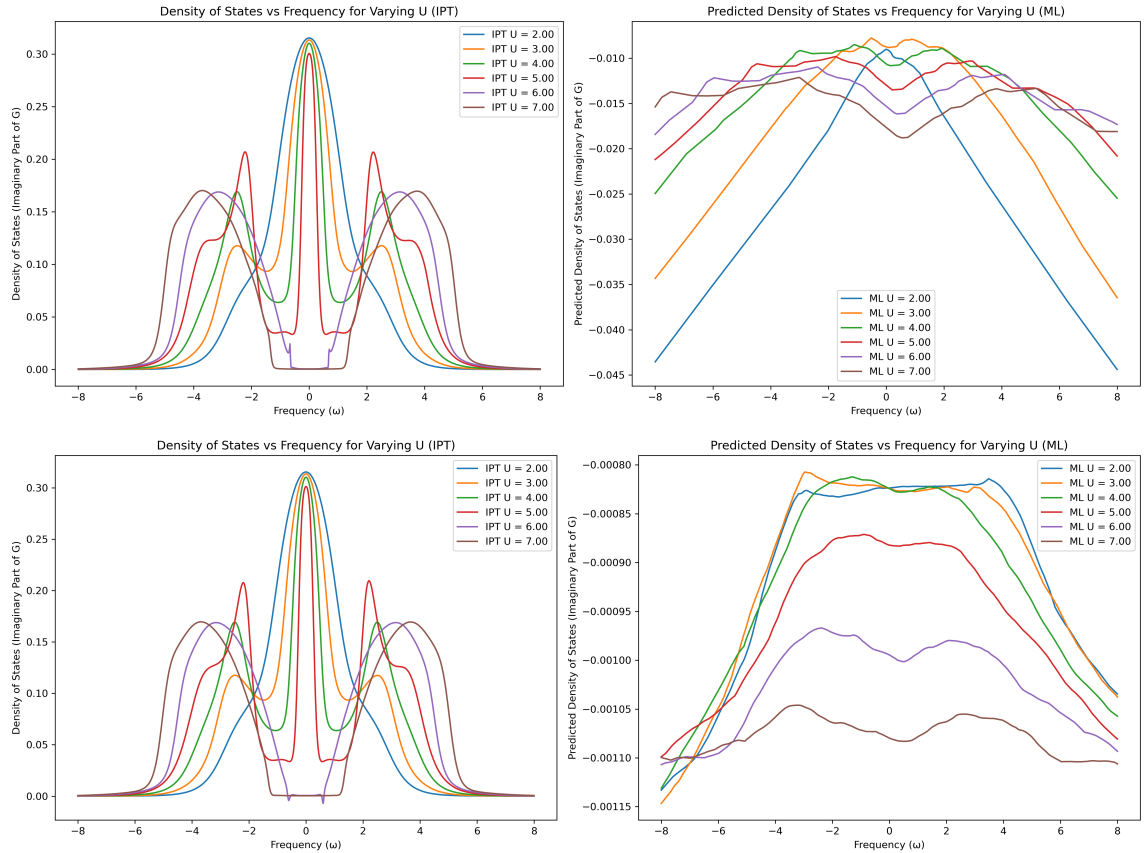 Density of States vs Frequency for Varying U (IPT)
0.30
0.25
0.20
0.15
0.10
0.05
0.00
Density of States (Imaginary Part of G)
−8 −6 −4 −2 0 2 4 6 8
Frequency (ω)
IPT U = 2.00
IPT U = 3.00
IPT U = 4.00
IPT U = 5.00
IPT U = 6.00
IPT U = 7.00
Predicted Density of States vs Frequency for Varying U (ML)
−0.010
−0.015
−0.020
−0.025
−0.030
−0.035
−0.040
−0.045
Predicted Density of States (Imaginary Part of G)
−8 −6 −4 −2 0 2 4 6 8
Frequency (ω)
ML U = 2.00
ML U = 3.00
ML U = 4.00
ML U = 5.00
ML U = 6.00
ML U = 7.00
Density of States vs Frequency for Varying U (IPT)
0.30
0.25
0.20
0.15
0.10
0.05
0.00
Density of States (Imaginary Part of G)
−8 −6 −4 −2 0 2 4 6 8
Frequency (ω)
IPT U = 2.00
IPT U = 3.00
IPT U = 4.00
IPT U = 5.00
IPT U = 6.00
IPT U = 7.00
Predicted Density of States vs Frequency for Varying U (ML)
−0.00080
−0.00085
−0.00090
−0.00095
−0.00100
−0.00105
−0.00110
−0.00115
Predicted Density of States (Imaginary Part of G)
−8 −6 −4 −2 0 2 4 6 8
Frequency (ω)
ML U = 2.00
ML U = 3.00
ML U = 4.00
ML U = 5.00
ML U = 6.00
ML U = 7.00